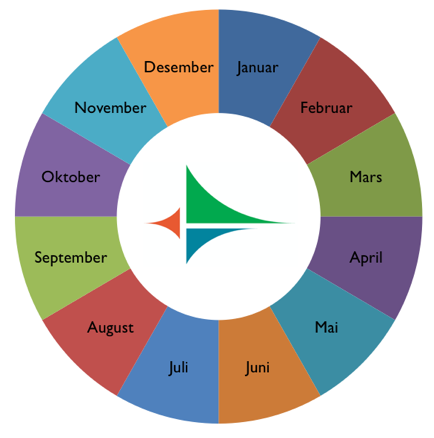 Januar
Februar
Mars
April
Mai
Juni
Juli
August
September
Oktober
November
Desember